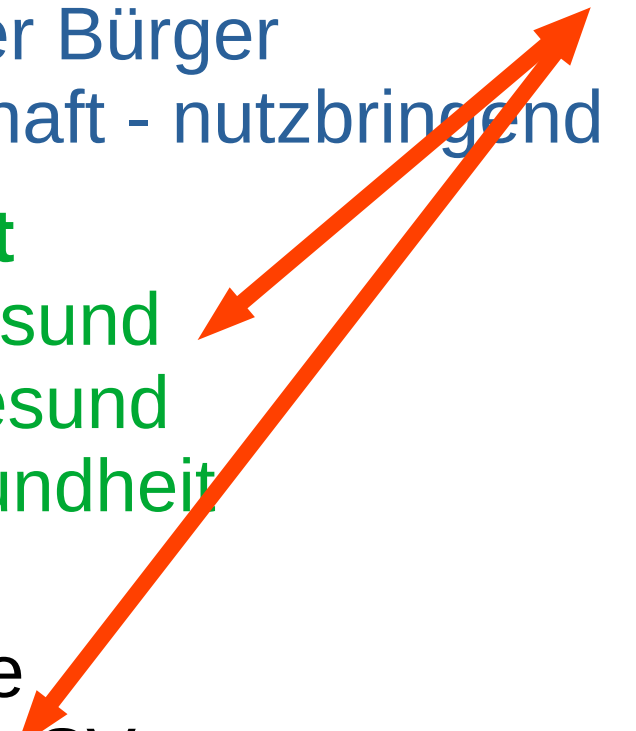 er Bürger
haft - nutzbringend
t
sund
esund
undheit
e